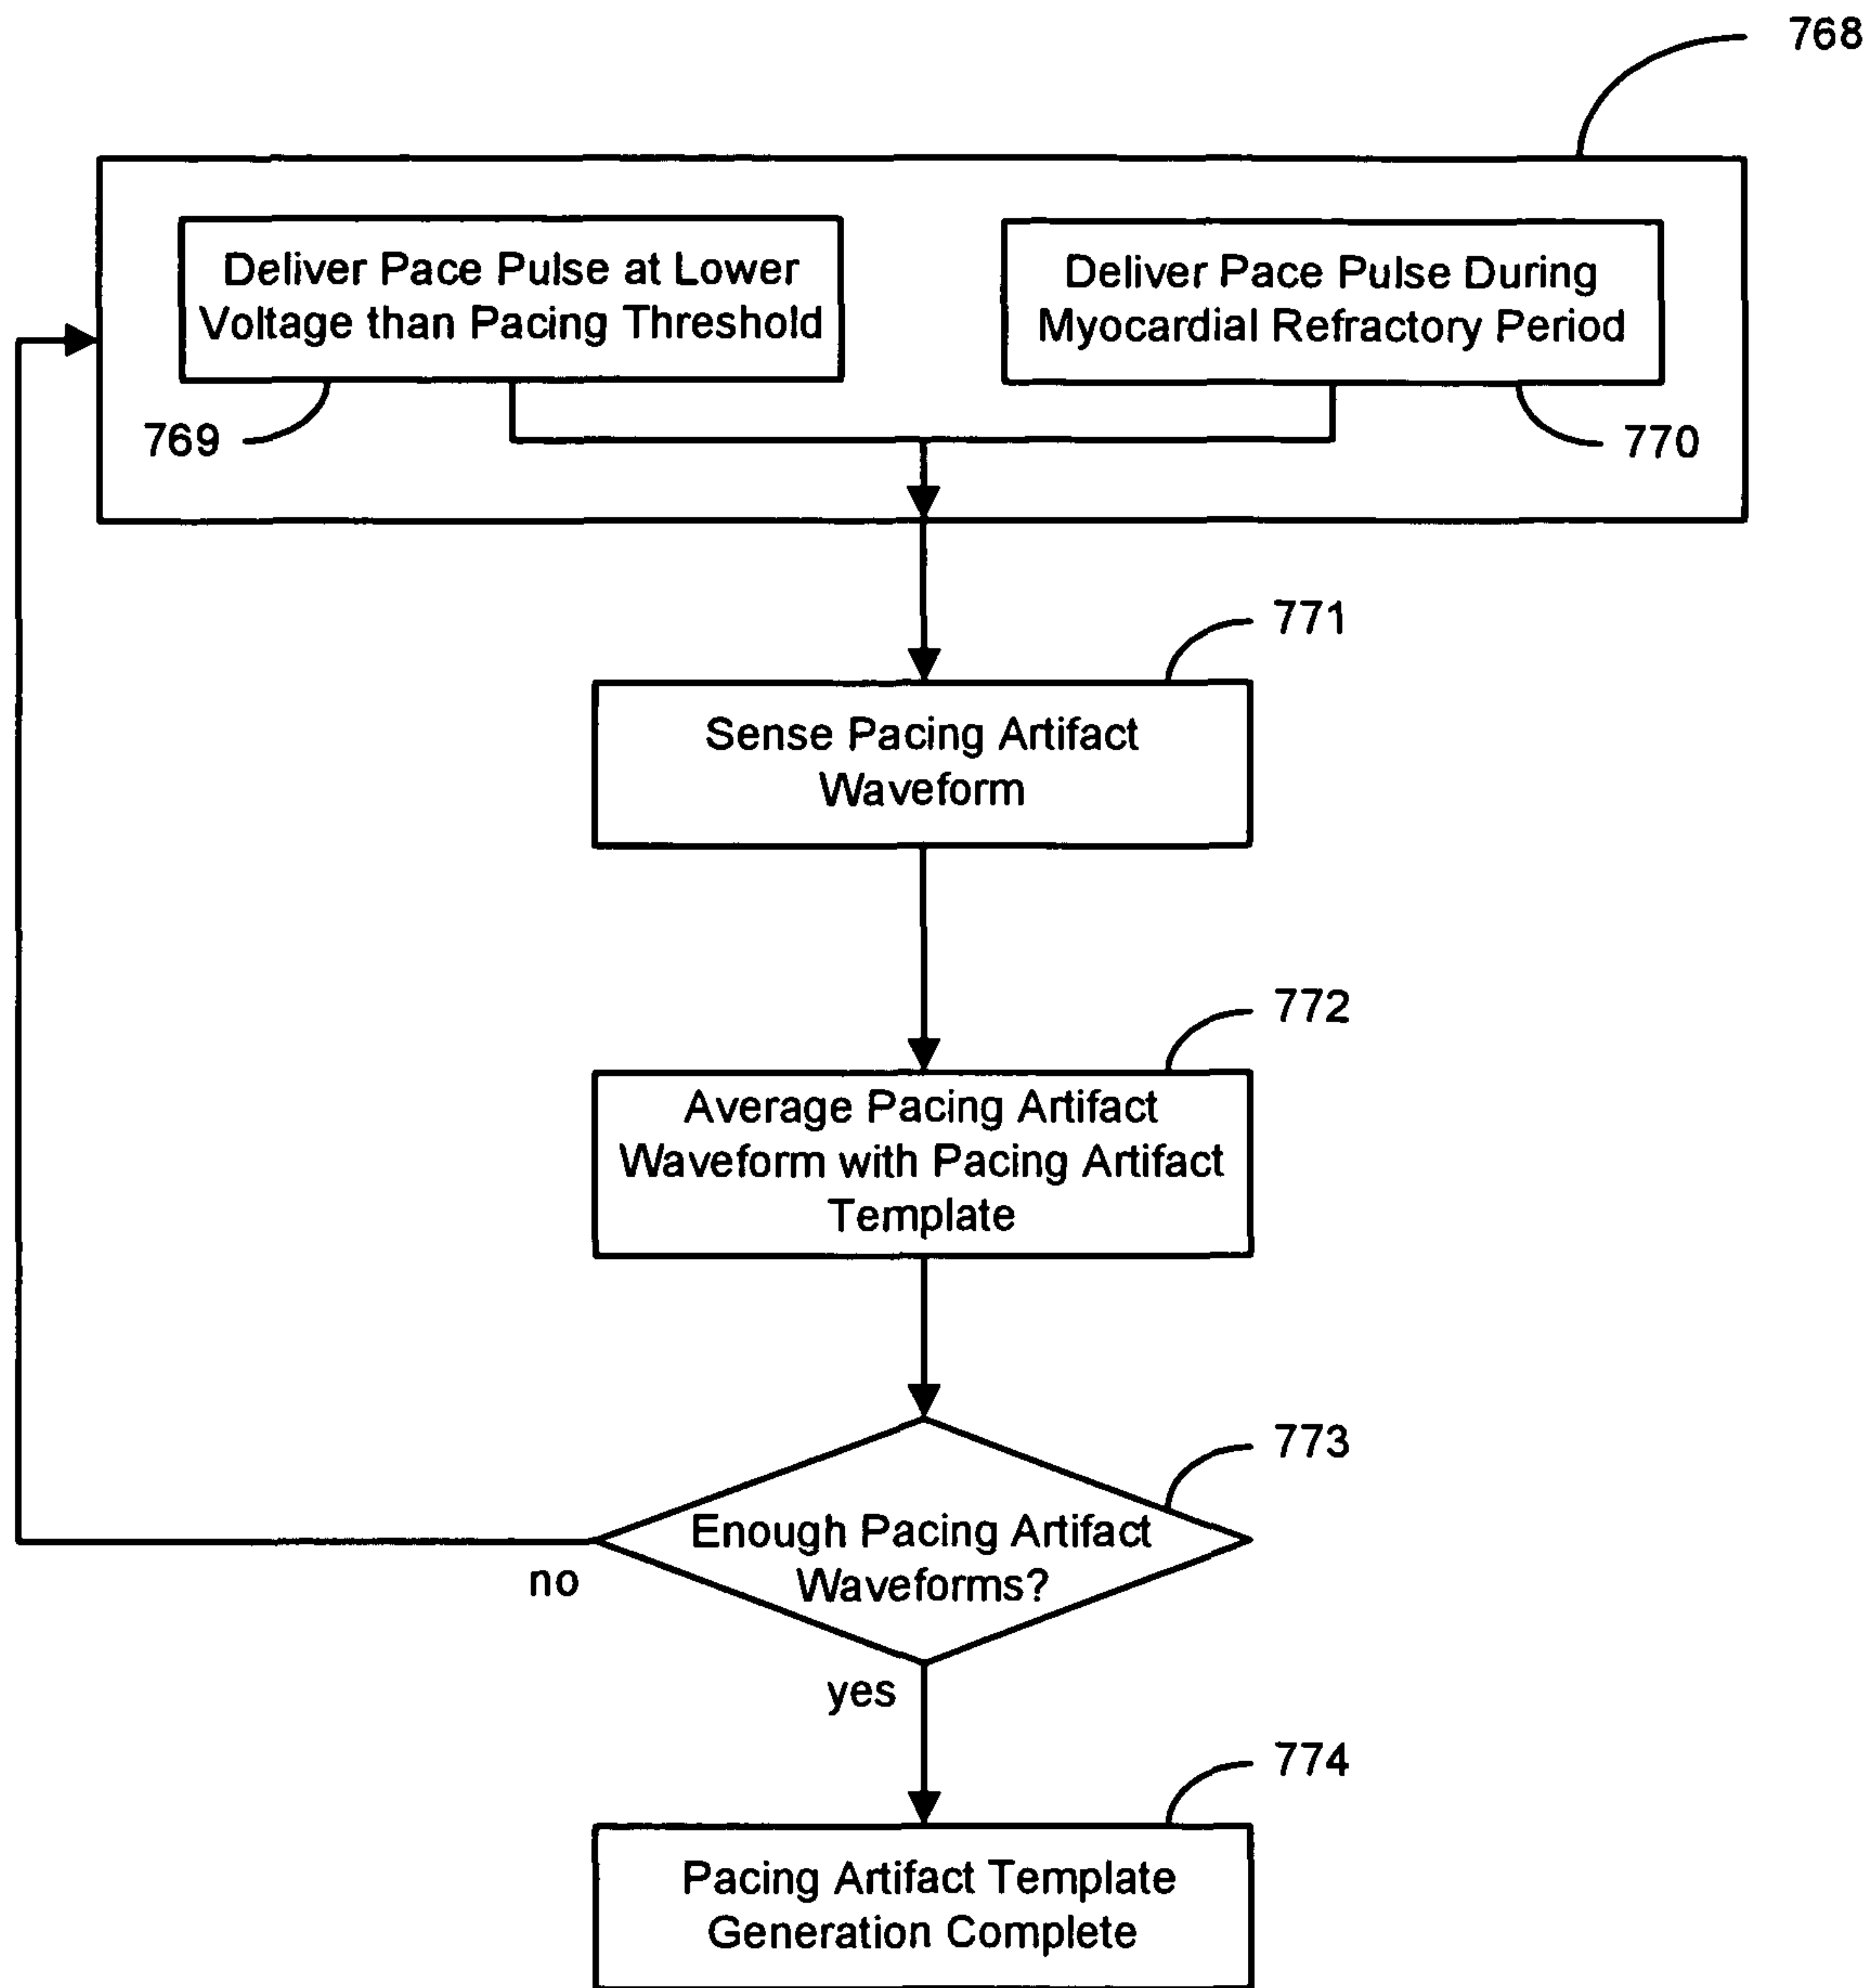 768
Deliver Pace Pulse at Lower
Voltage than Pacing Threshold
Deliver Pace Pulse During
Myocardial Refractory Period
769
770
771
Sense Pacing Artifact
Waveform
772
Average Pacing Artifact
Waveform with Pacing Artifact
Template
773
Enough Pacing Artifact
Waveforms?
no
yes
774
Pacing Artifact Template
Generation Complete